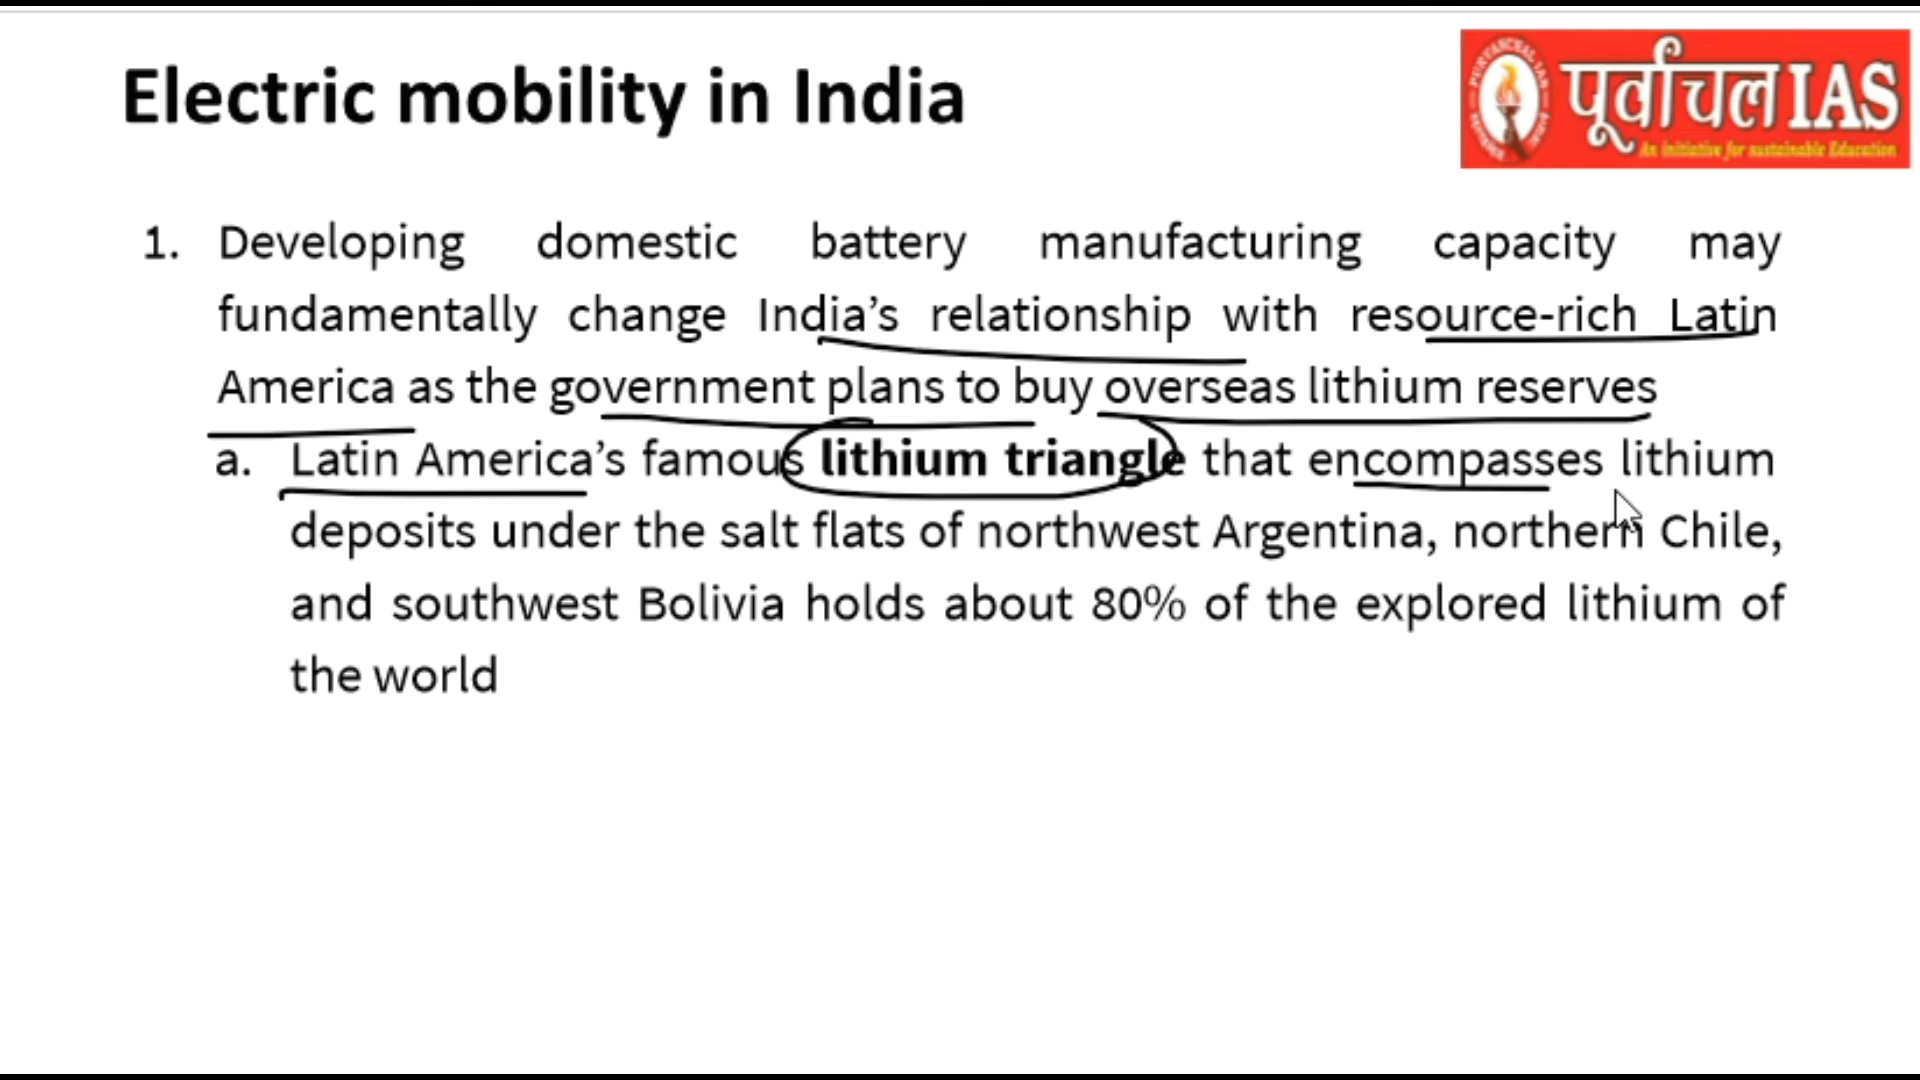 Electric mobility in India
पूर्वांचल IAS
An initiative for sustainable Education
1. Developing domestic battery manufacturing capacity may
fundamentally change India’s relationship with resource-rich Latin
America as the government plans to buy overseas lithium reserves
a. Latin America’s famous lithium triangle that encompasses lithium
deposits under the salt flats of northwest Argentina, northern Chile,
and southwest Bolivia holds about 80% of the explored lithium of
the world